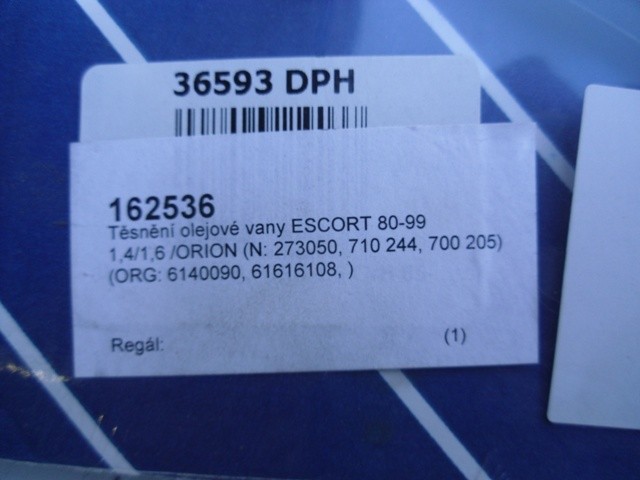 36593 DPH
162536
Těsnění olejové vany ESCORT 80-99
1,4/1,6 /ORION (N: 273050, 710 244, 700 205)
(ORG: 6140090, 61616108, )
Regál: (1)